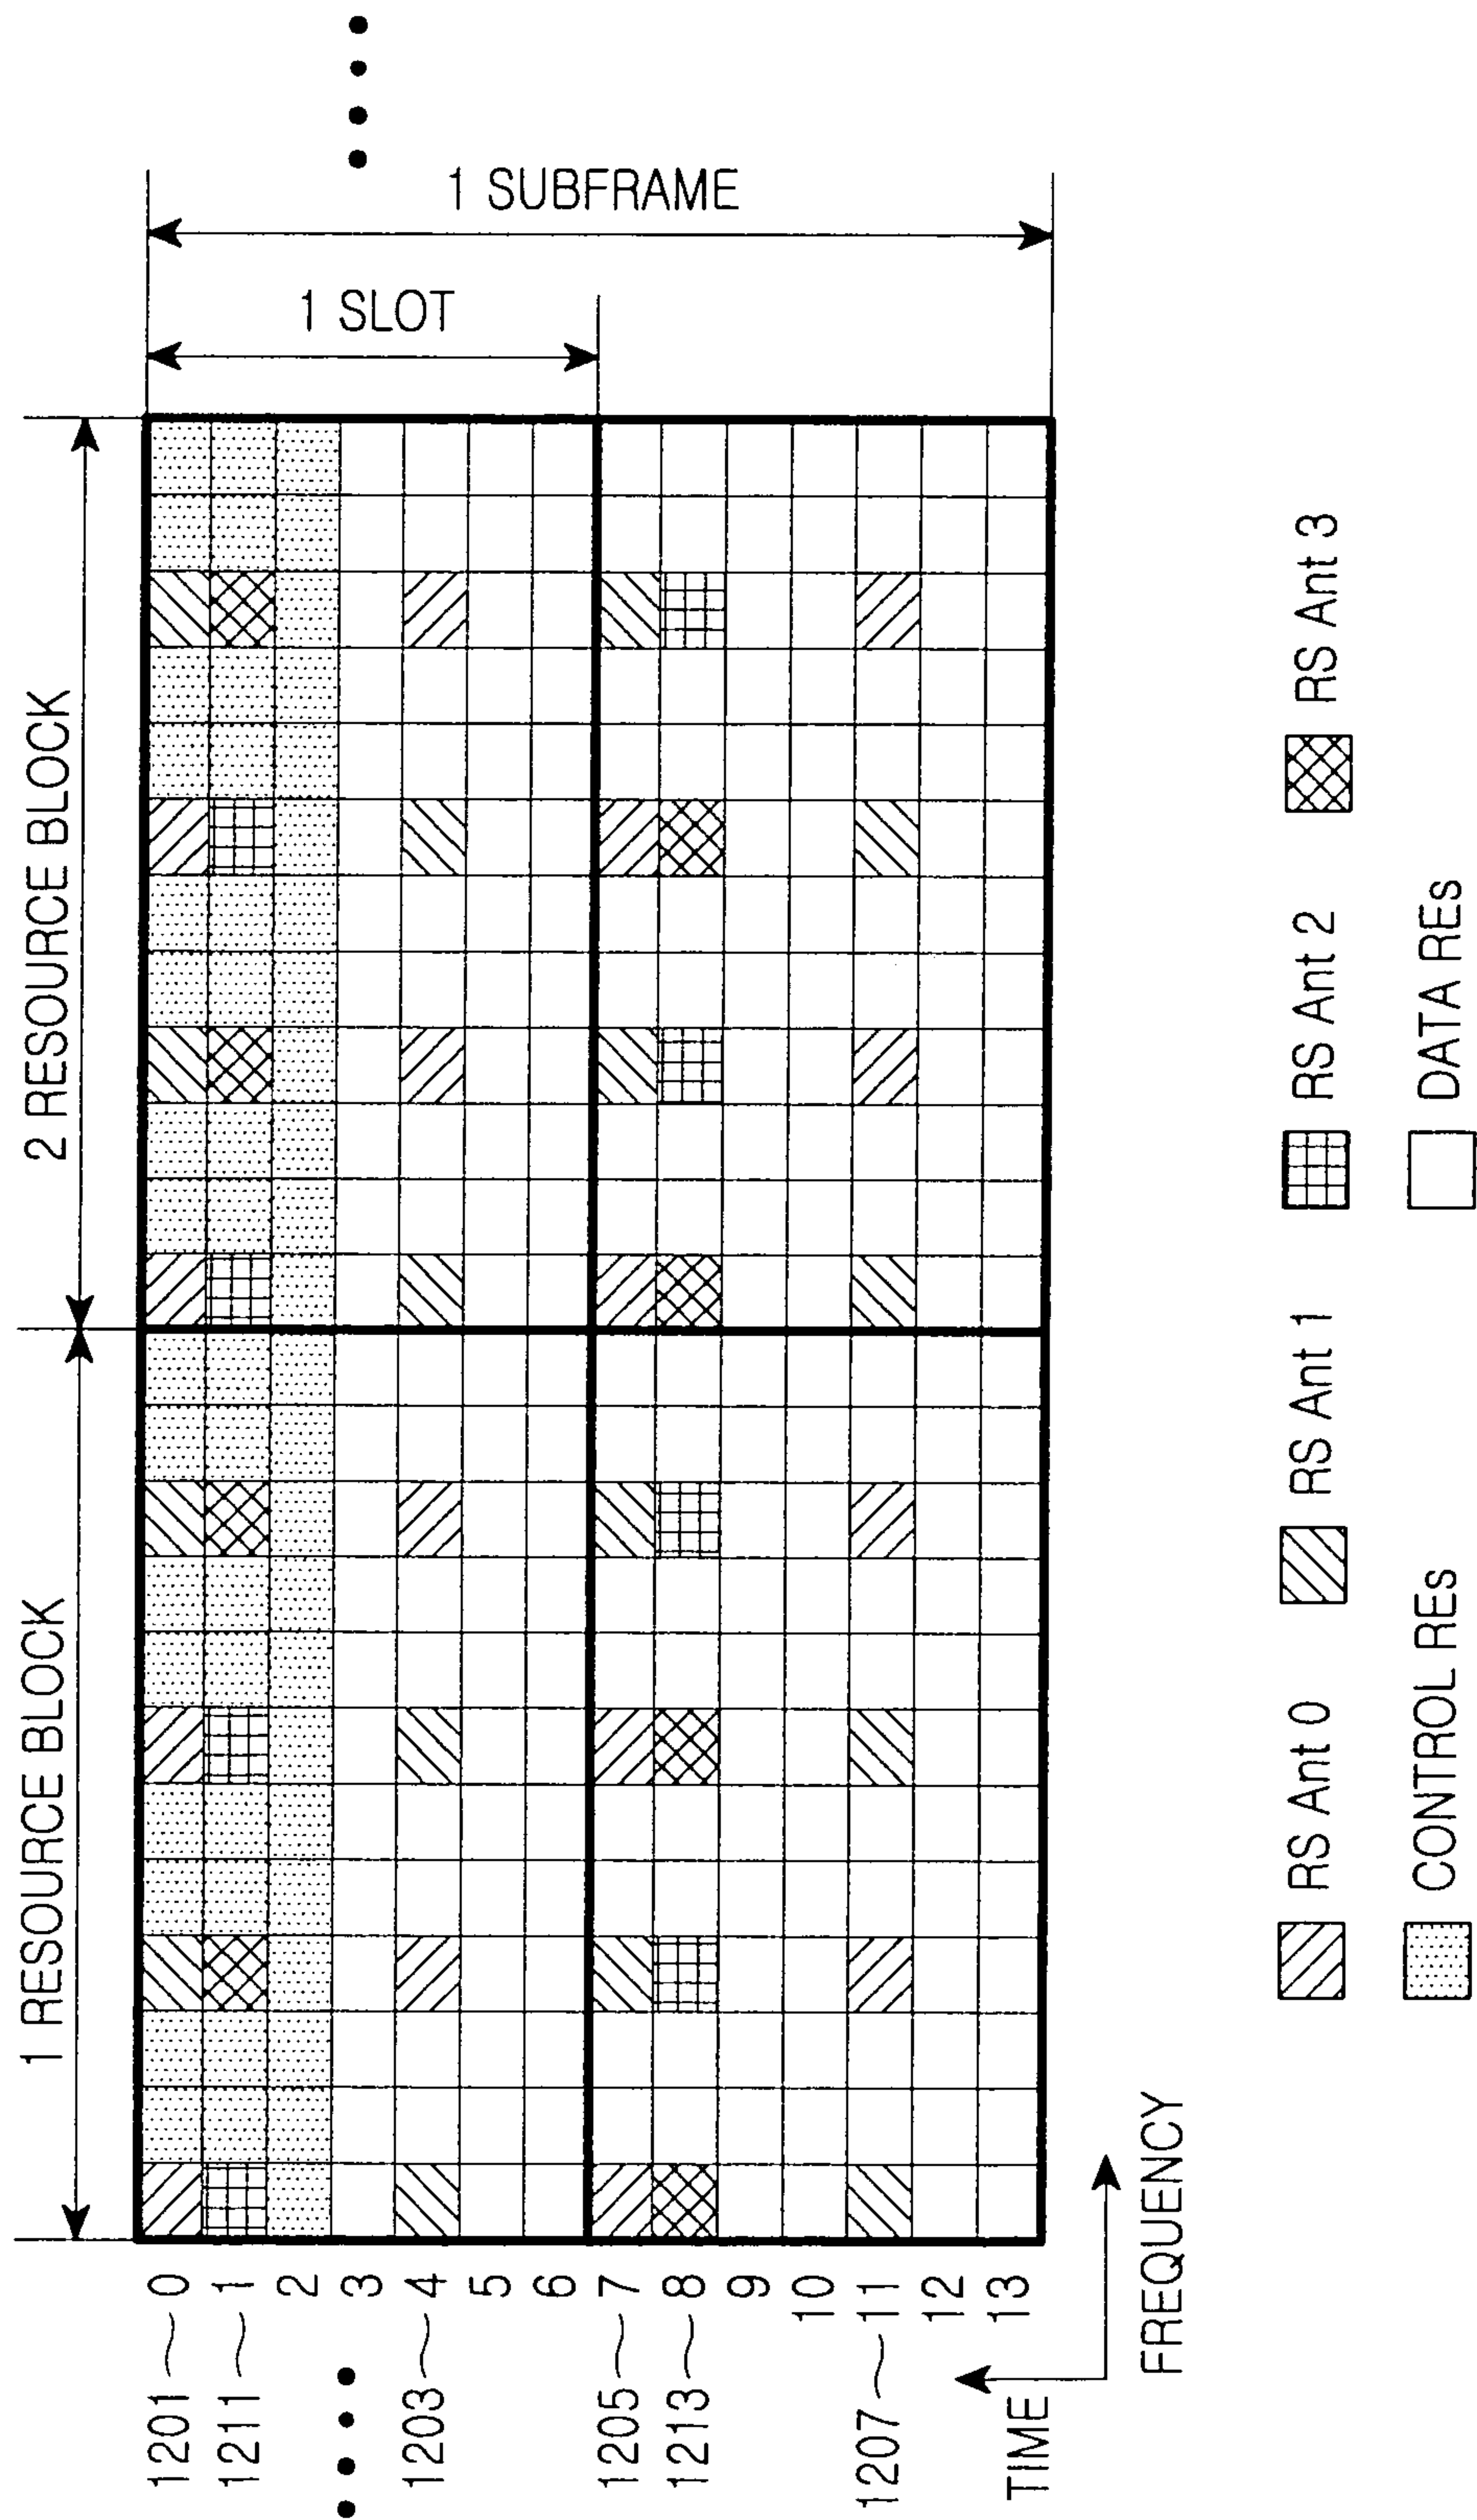 1 RESOURCE BLOCK
2 RESOURCE BLOCK
1 SLOT
1 SUBFRAME
1201
0
1211
1
2
3
1203
4
5
6
1205
7
1213
8
9
10
1207
11
12
13
TIME
FREQUENCY
RS Ant 0
RS Ant 1
RS Ant 2
RS Ant 3
CONTROL REs
DATA REs